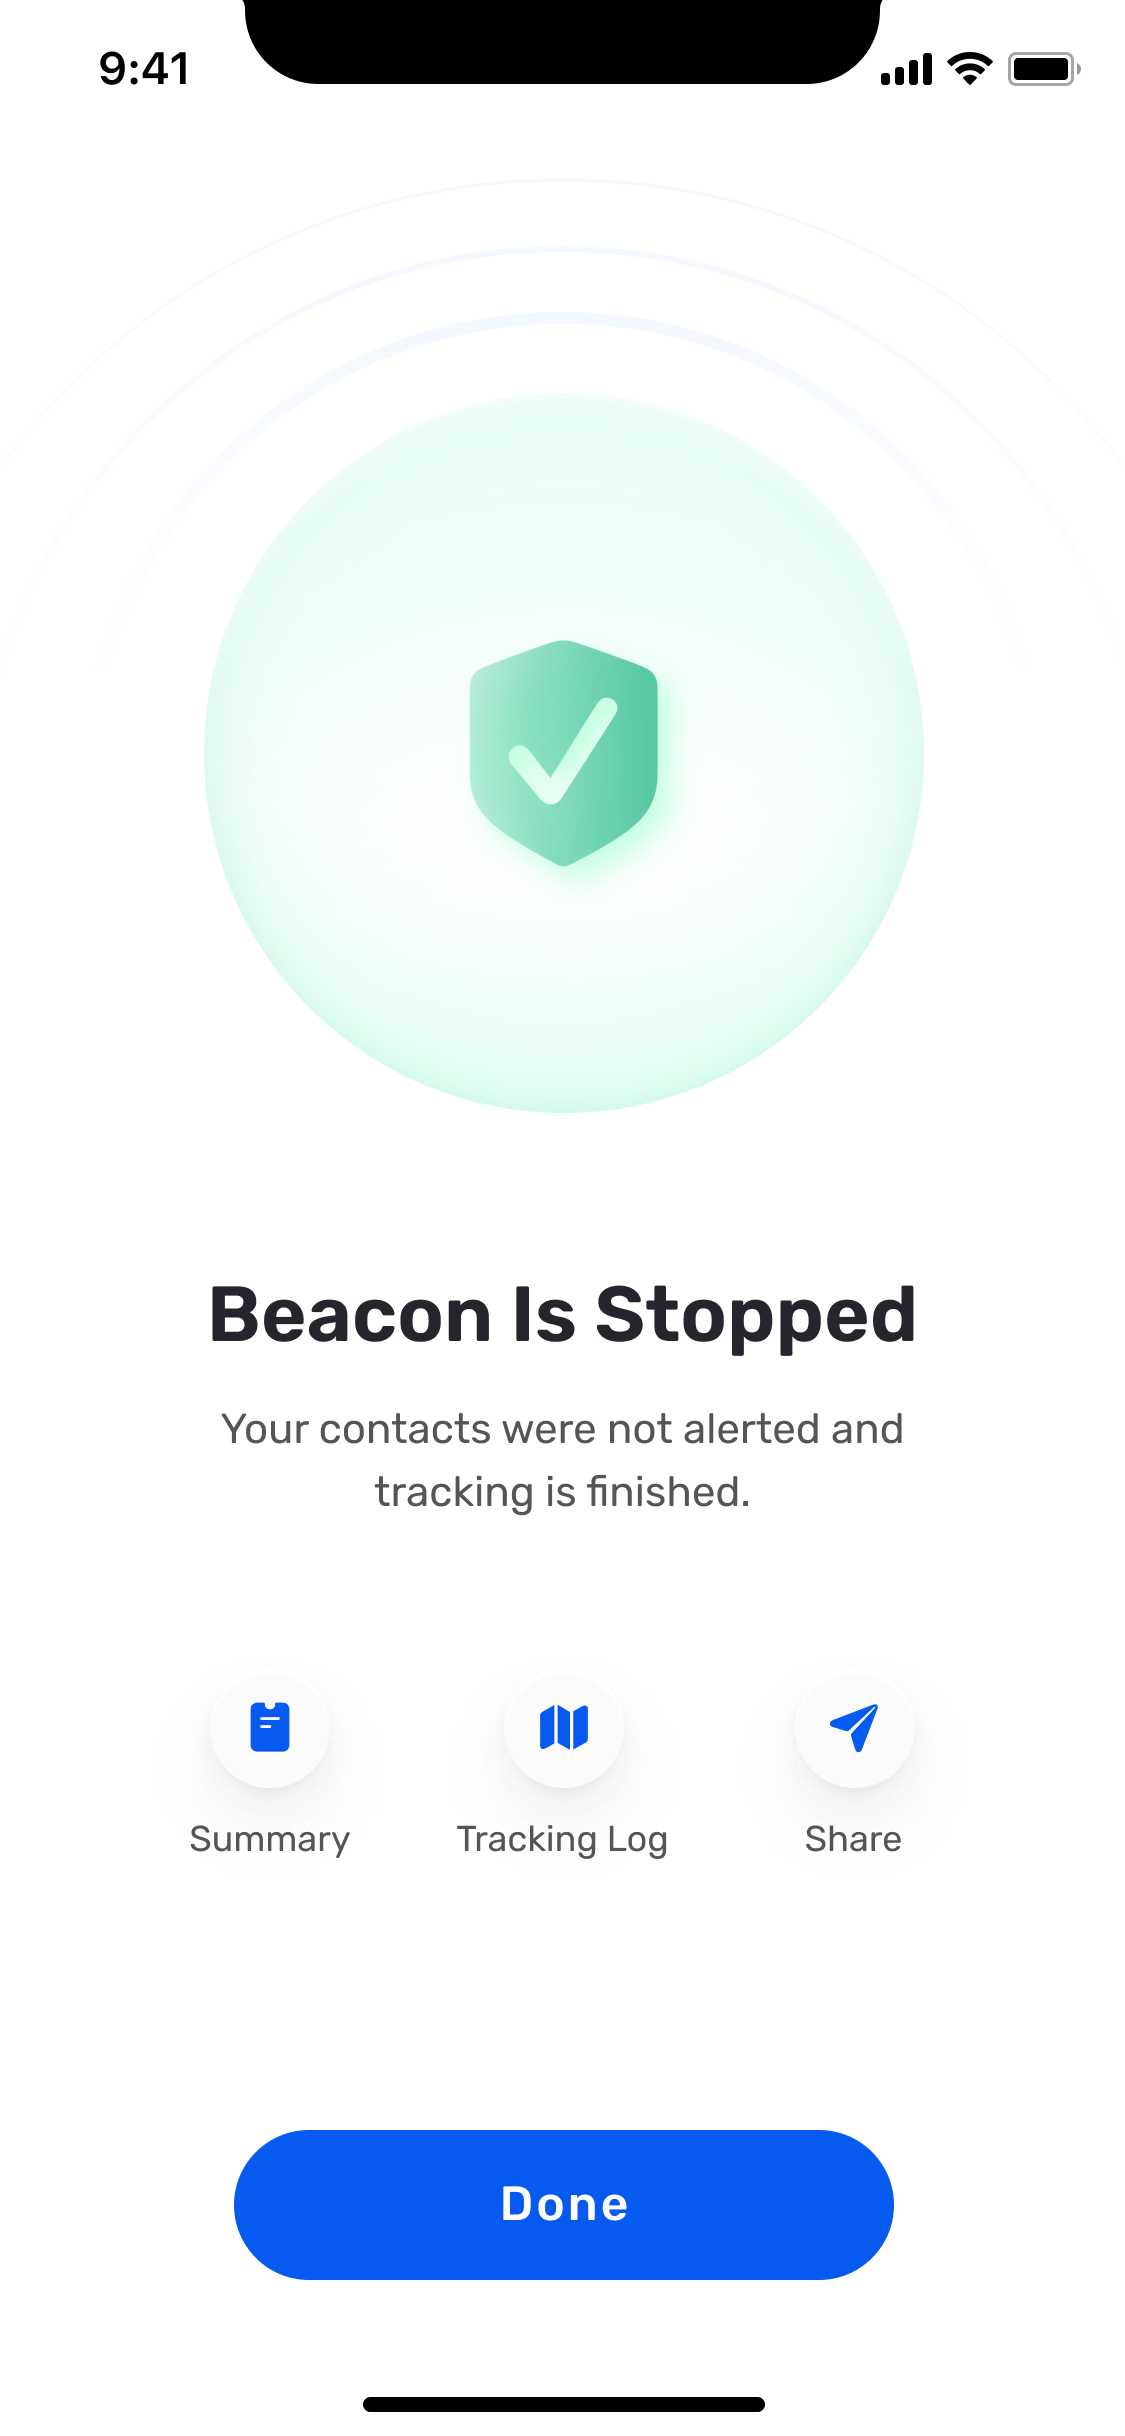 9:41
Beacon Is Stopped
Your contacts were not alerted and
tracking is finished.
Summary
Tracking Log
Share
Done